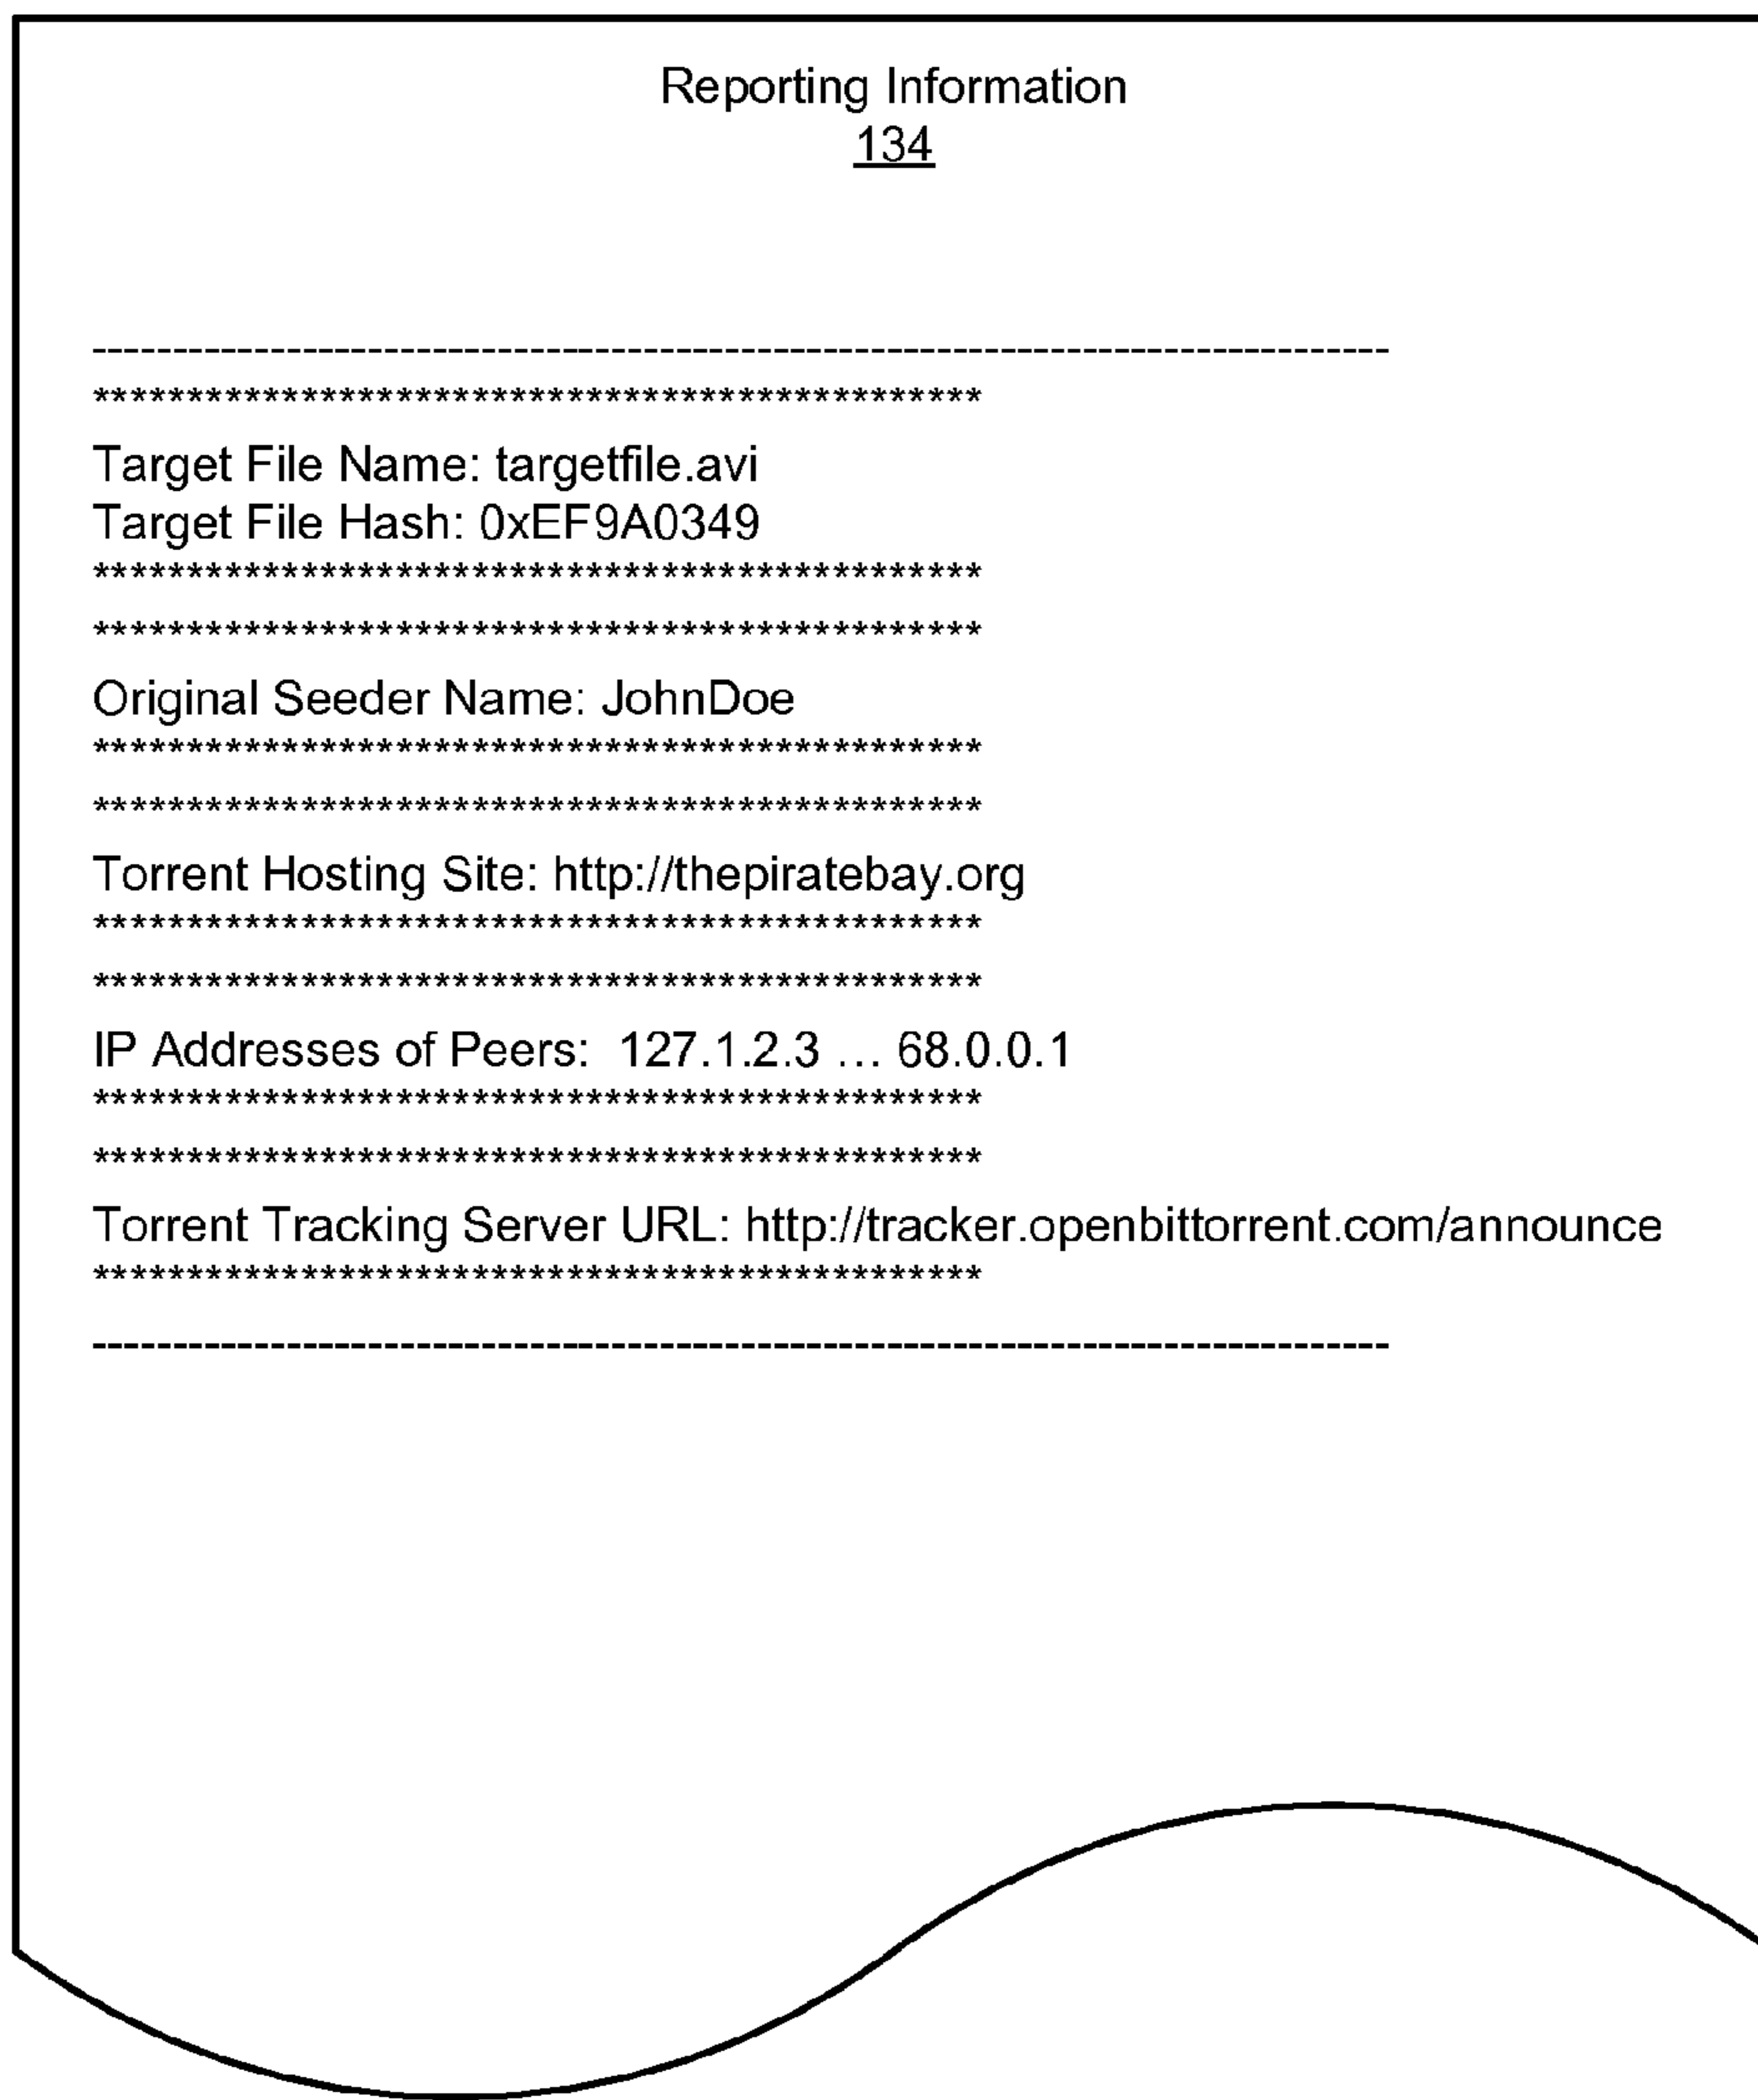 Reporting Information
134
--------------------------------------------------------------------------------
***********************************************
Target File Name: targetfile.avi
Target File Hash: 0xEF9A0349
***********************************************
***********************************************
Original Seeder Name: JohnDoe
***********************************************
***********************************************
Torrent Hosting Site: http://thepiratebay.org
***********************************************
***********************************************
IP Addresses of Peers:  127.1.2.3 … 68.0.0.1
***********************************************
***********************************************
Torrent Tracking Server URL: http://tracker.openbittorrent.com/announce
***********************************************
--------------------------------------------------------------------------------